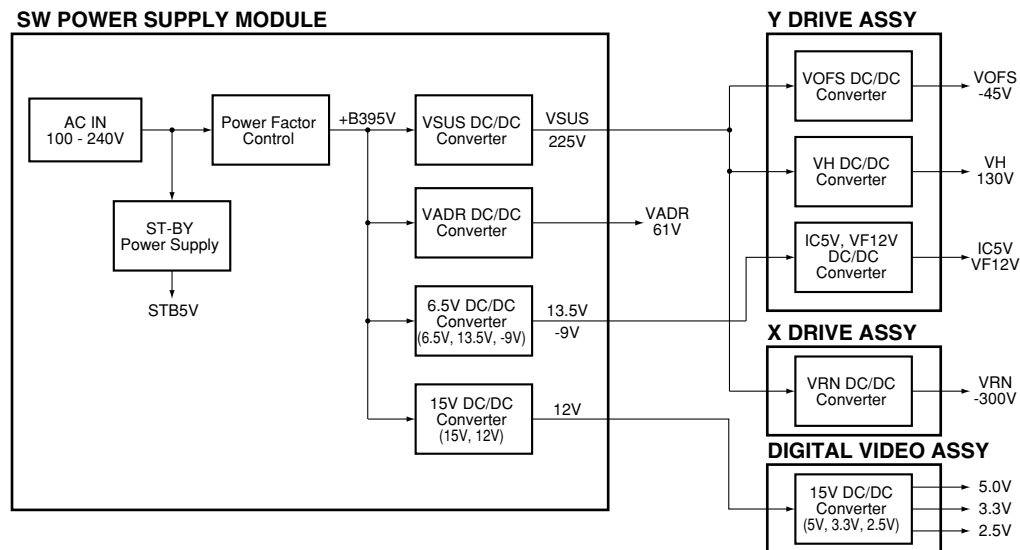 SW POWER SUPPLY MODULE
AC IN
100 - 240V
Power Factor
Control
+B395V
VSUS DC/DC
Converter
VSUS
225V
ST-BY
Power Supply
STB5V
VADR DC/DC
Converter
VADR
61V
6.5V DC/DC
Converter
(6.5V, 13.5V, -9V)
13.5V
-9V
15V DC/DC
Converter
(15V, 12V)
12V
Y DRIVE ASSY
VOFS DC/DC
Converter
VOFS
-45V
VH DC/DC
Converter
VH
130V
IC5V, VF12V
DC/DC
Converter
IC5V
VF12V
X DRIVE ASSY
VRN DC/DC
Converter
VRN
-300V
DIGITAL VIDEO ASSY
15V DC/DC
Converter
(5V, 3.3V, 2.5V)
5.0V
3.3V
2.5V